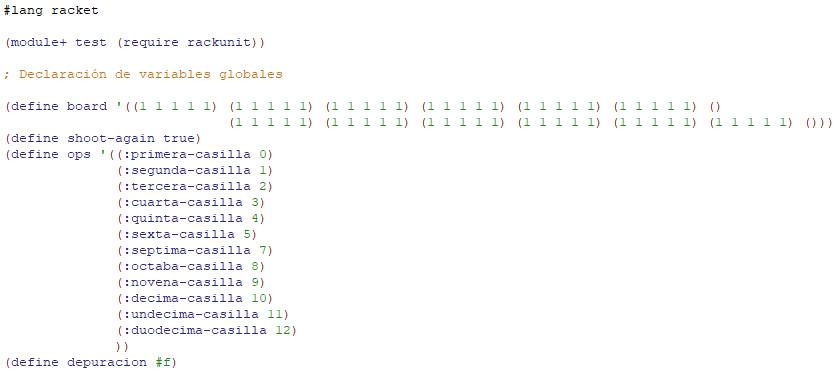 #lang racket
(module+ test (require rackunit))
; Declaración de variables globales
(define board '((1 1 1 1 1) (1 1 1 1 1) (1 1 1 1 1) (1 1 1 1 1) (1 1 1 1 1) (1 1 1 1 1) ()
(1 1 1 1 1) (1 1 1 1 1) (1 1 1 1 1) (1 1 1 1 1) (1 1 1 1 1) (1 1 1 1 1) ()))
(define shoot-again true)
(define ops '((:primera-casilla 0)
(:segunda-casilla 1)
(:tercera-casilla 2)
(:cuarta-casilla 3)
(:quinta-casilla 4)
(:sexta-casilla 5)
(:septima-casilla 7)
(:octaba-casilla 8)
(:novena-casilla 9)
(:decima-casilla 10)
(:undecima-casilla 11)
(:duodecima-casilla 12)
))
(define depuracion #f)